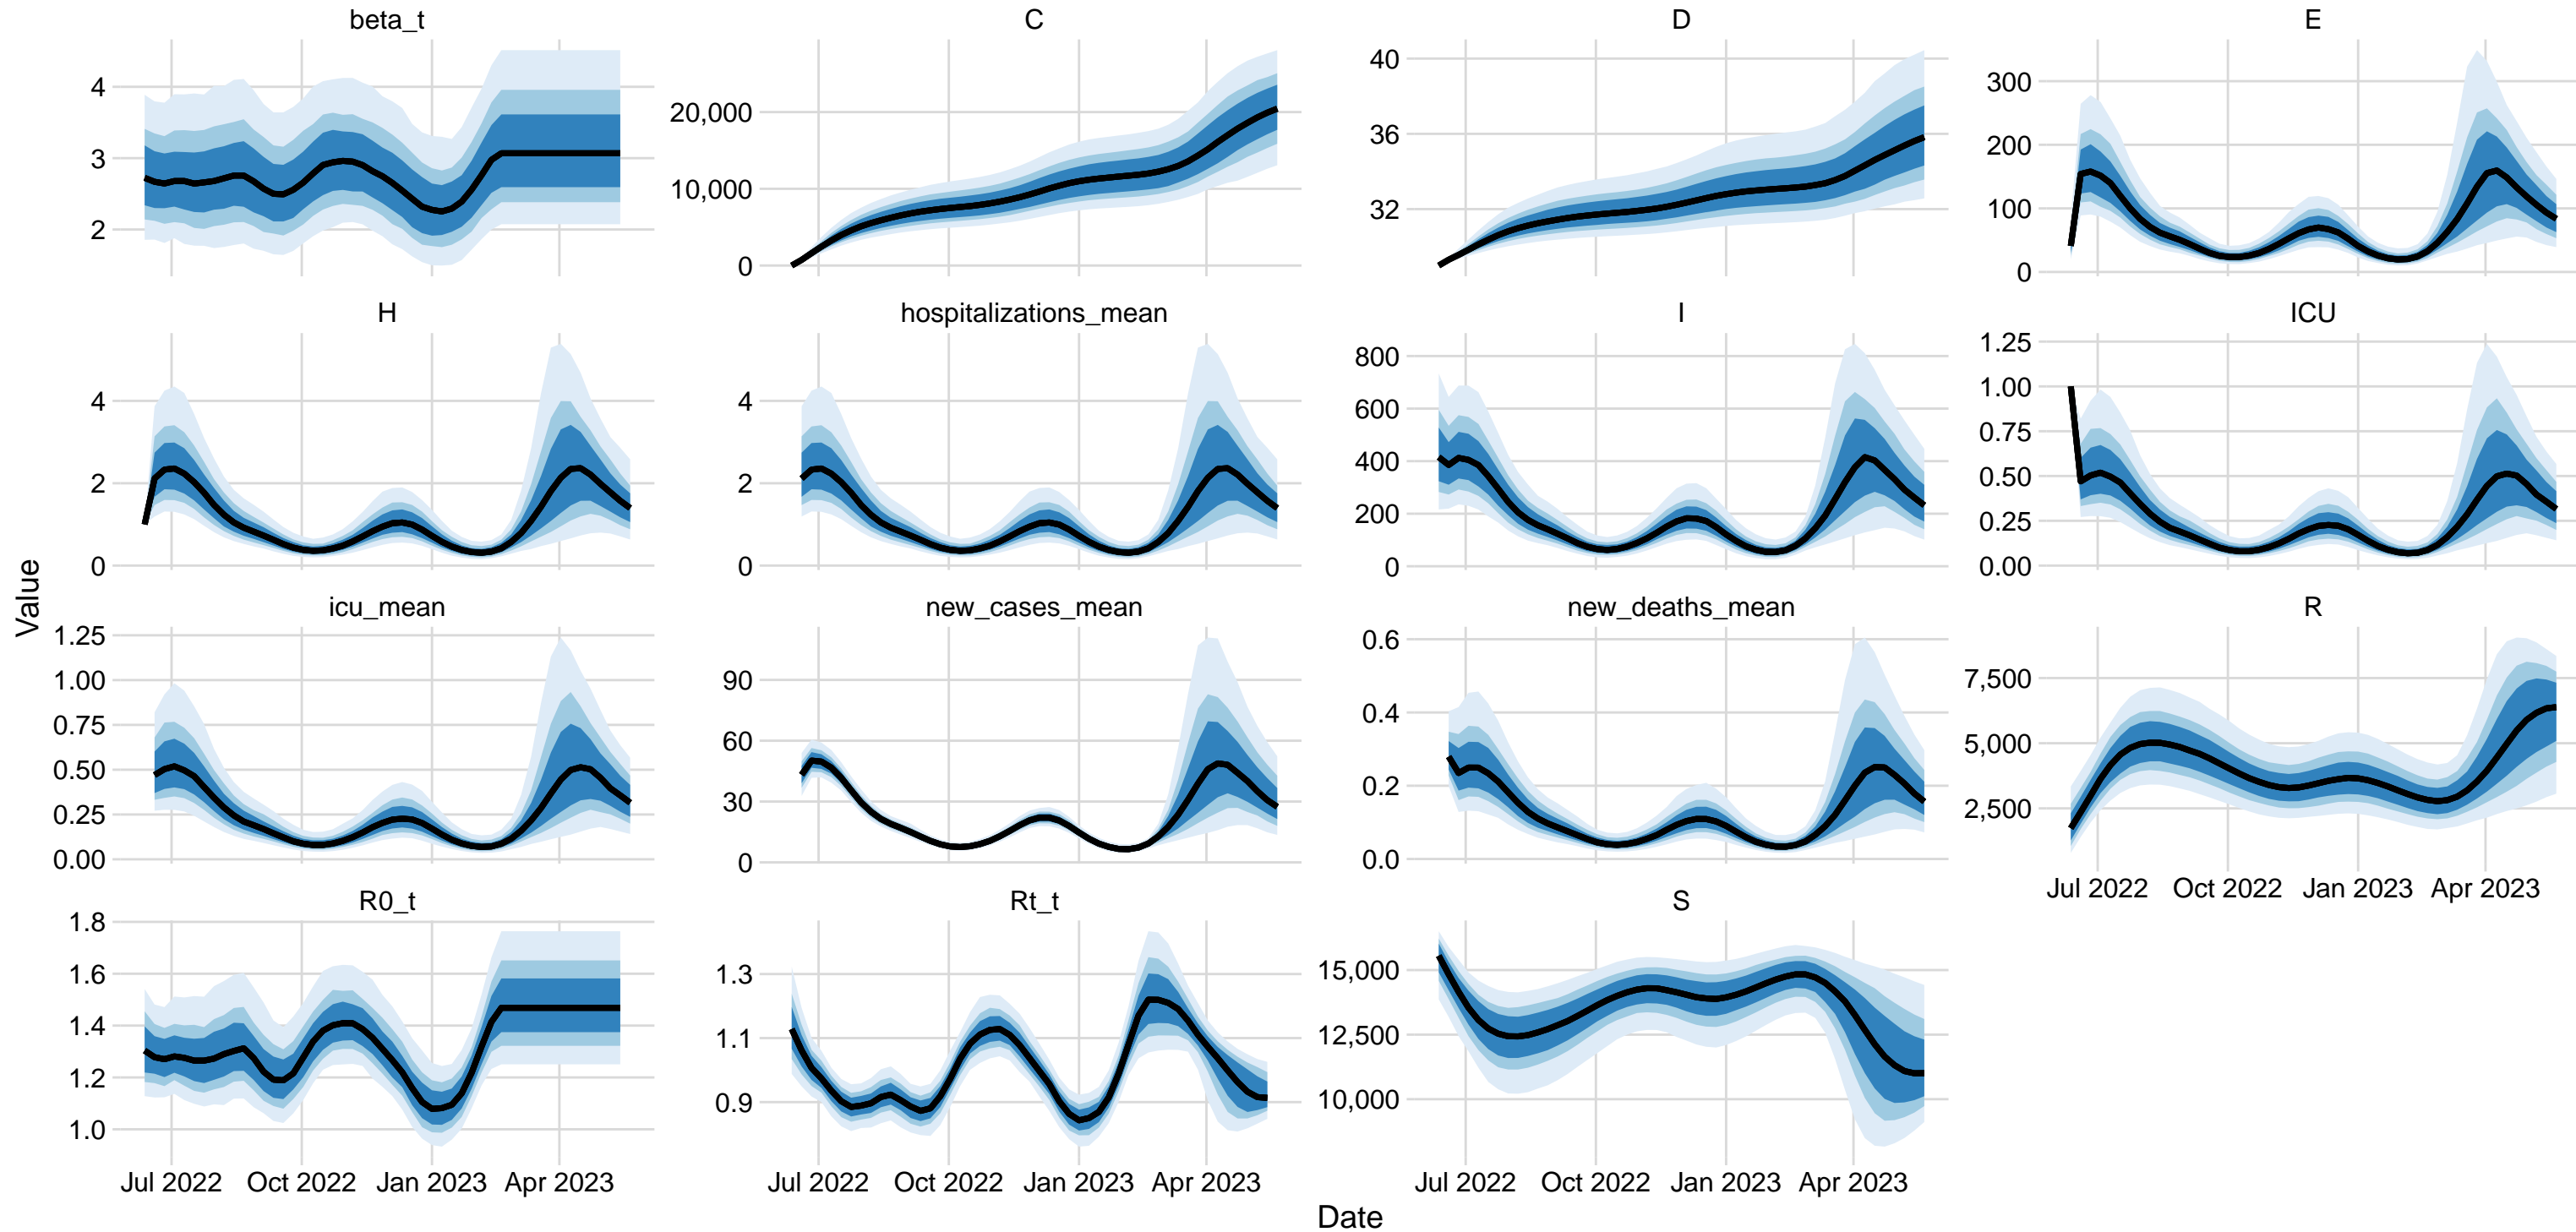 beta_t
C
D
E
4
3
2
20,000
10,000
0
40
36
32
300
200
100
0
H
hospitalizations_mean
I
ICU
4
2
0
4
2
0
800
600
400
200
0
1.25
1.00
0.75
0.50
0.25
0.00
icu_mean
new_cases_mean
new_deaths_mean
R
1.25
1.00
0.75
0.50
0.25
0.00
90
60
30
0
0.6
0.4
0.2
0.0
7,500
5,000
2,500
Jul 2022 Oct 2022 Jan 2023 Apr 2023
R0_t
Rt_t
S
1.8
1.6
1.4
1.2
1.0
1.3
1.1
0.9
15,000
12,500
10,000
Jul 2022 Oct 2022 Jan 2023 Apr 2023
Jul 2022 Oct 2022 Jan 2023 Apr 2023
Jul 2022 Oct 2022 Jan 2023 Apr 2023
Value
Date